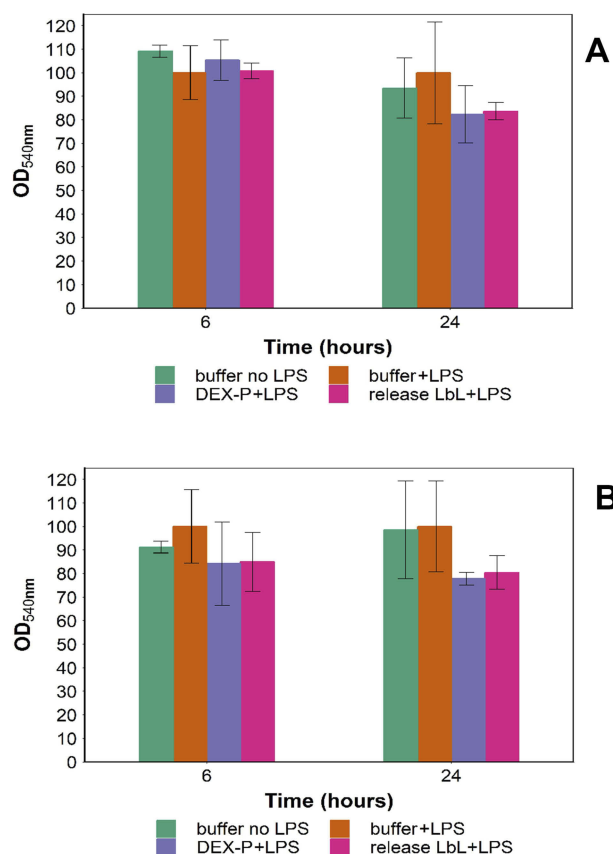 A
120
110
100
90
80
70
60
50
40
30
20
10
0
OD540nm
6 24
Time (hours)
buffer no LPS buffer+LPS
DEX-P+LPS release LbL+LPS
B
120
110
100
90
80
70
60
50
40
30
20
10
0
OD540nm
6 24
Time (hours)
buffer no LPS buffer+LPS
DEX-P+LPS release LbL+LPS